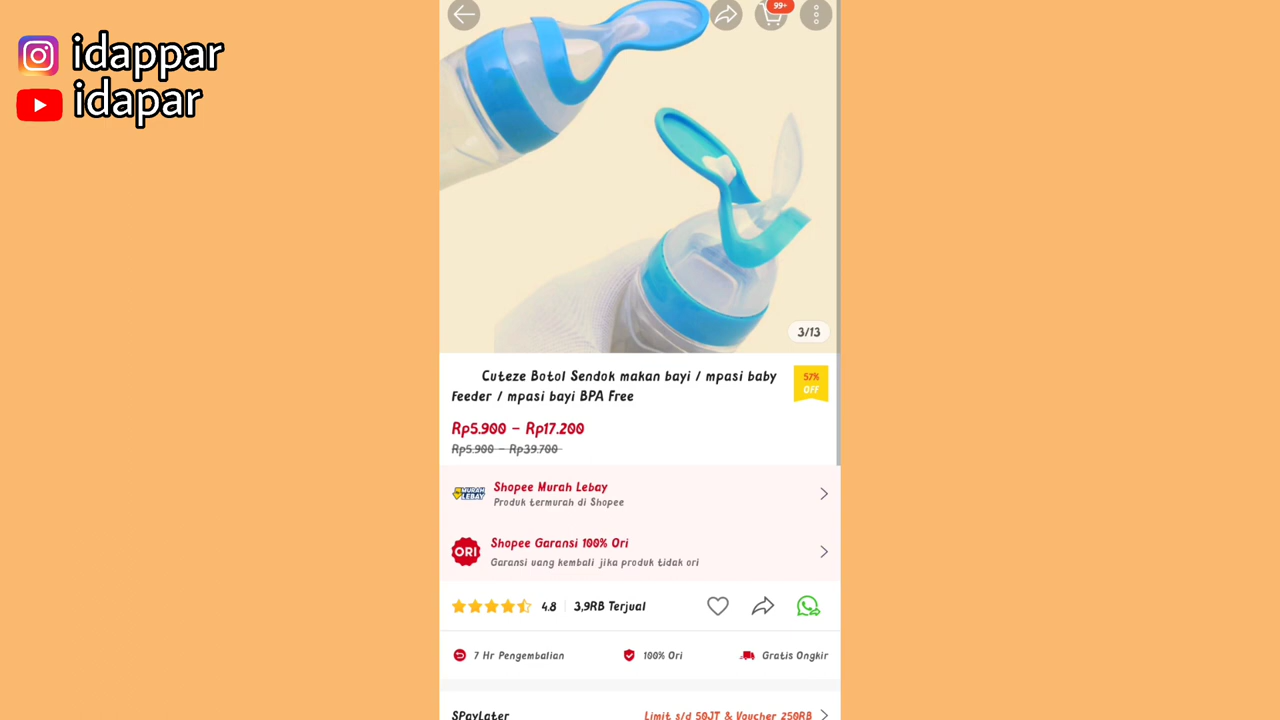 idappar
idapar
99+
3/13
Cuteze Botol Sendok makan bayi / mpasi baby
Feeder / mpasi bayi BPA Free
57%
OFF
Rp5.900 - Rp17.200
Rp5.900 - Rp39.700
MURAH
LEBAY
Shopee Murah Lebay
Produk termurah di Shopee
ORI
Shopee Garansi 100% Ori
Garansi uang kembali jika produk tidak ori
4.8
3,9RB Terjual
7 Hr Pengembalian
100% Ori
Gratis Ongkir
SPayLater
Limit s/d 50JT & Voucher 250RB